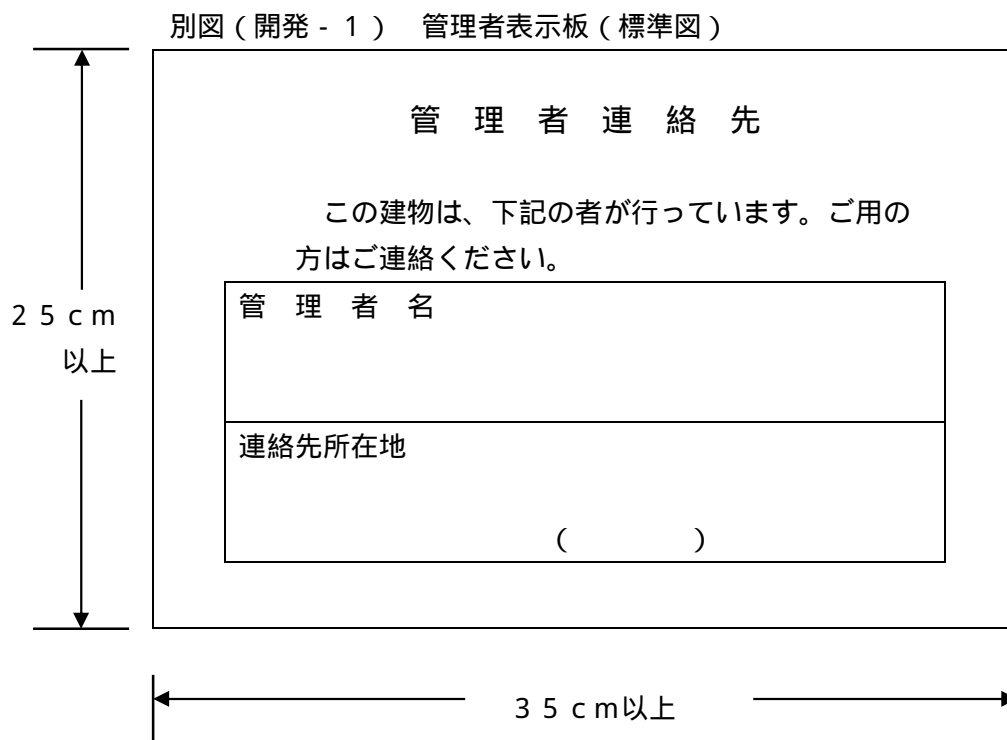 別図（開発－１）　管理者表示板（標準図）
管　理　者　連　絡　先
この建物は、下記の者が行っています。ご用の
方はご連絡ください。
２５ｃｍ
以上
管　理　者　名
連絡先所在地
（　　　　）
３５ｃｍ以上